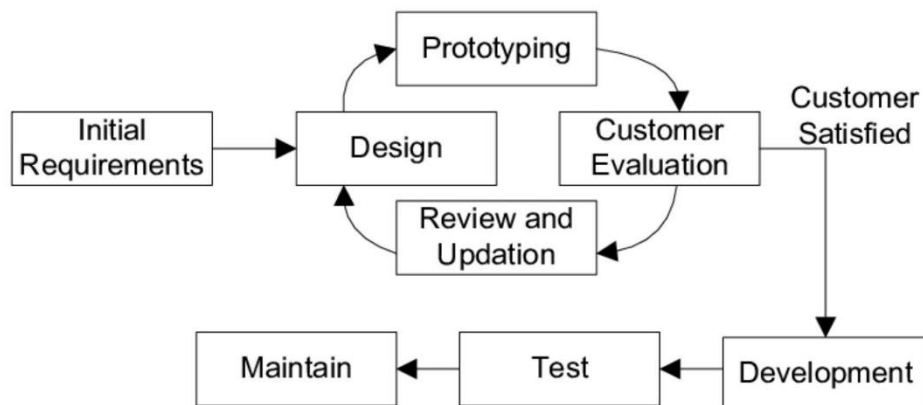 Prototyping
Customer
Satisfied
Initial
Requirements
Design
Customer
Evaluation
Review and
Updation
Maintain
Test
Development